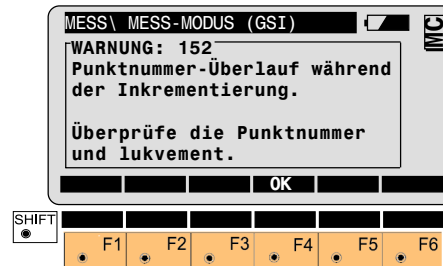 MESS\ MESS-MODUS (GSI)
MC
WARNUNG: 152
Punktnummer-Überlauf während
der Inkrementierung.
Überprüfe die Punktnummer
und lukvement.
OK
SHIFT
F1 F2 F3 F4 F5 F6